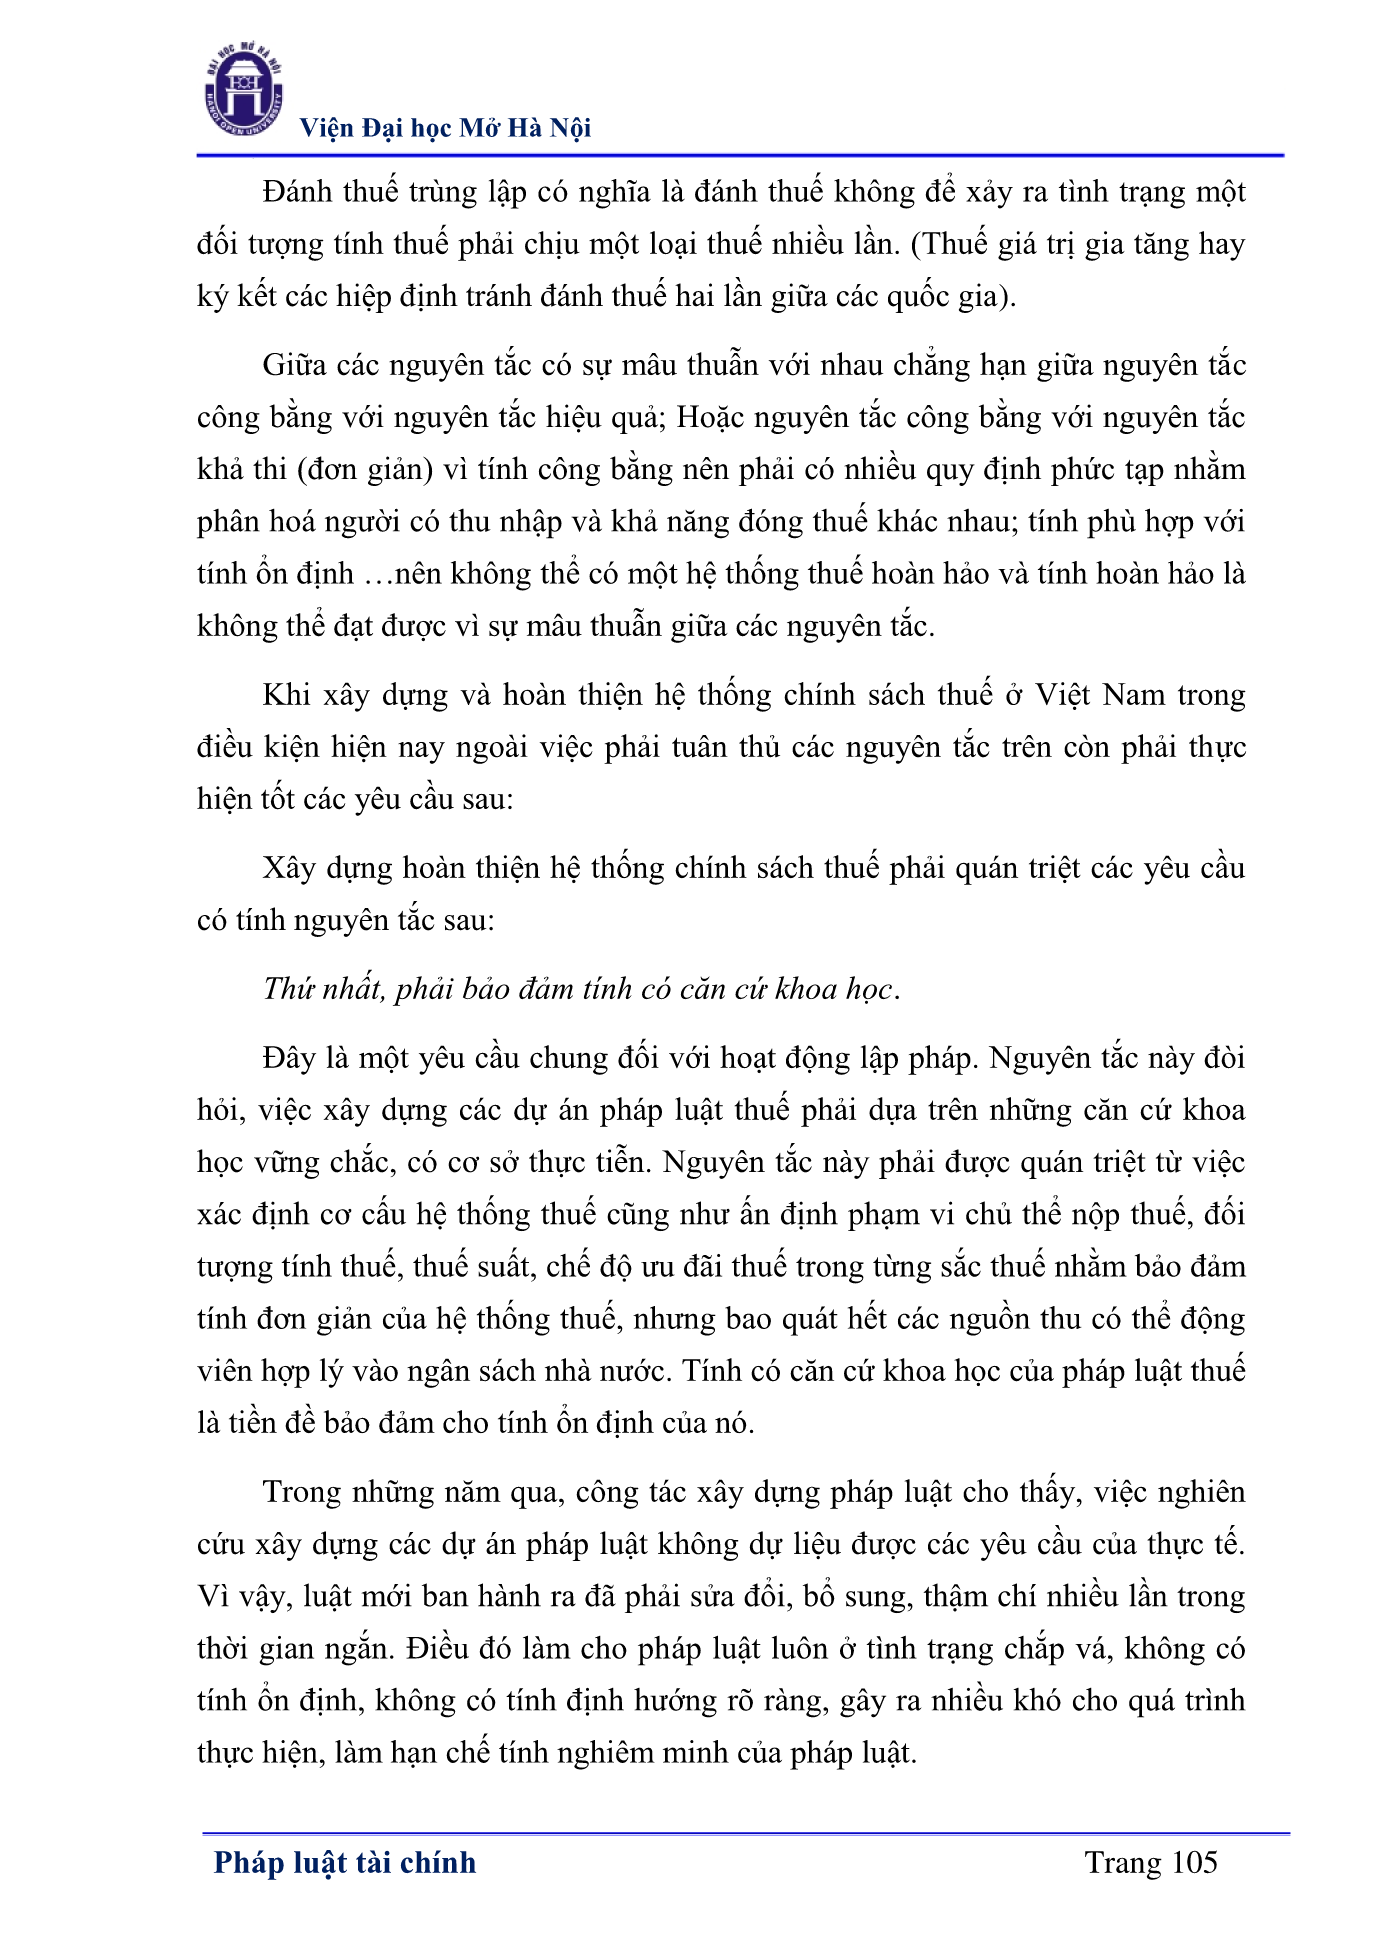 ĐẠI HỌC MỞ HÀ NỘI
HANOI OPEN UNIVERSITY
Viện Đại học Mở Hà Nội
Đánh thuế trùng lập có nghĩa là đánh thuế không để xảy ra tình trạng một
đối tượng tính thuế phải chịu một loại thuế nhiều lần. (Thuế giá trị gia tăng hay
ký kết các hiệp định tránh đánh thuế hai lần giữa các quốc gia).
Giữa các nguyên tắc có sự mâu thuẫn với nhau chẳng hạn giữa nguyên tắc
công bằng với nguyên tắc hiệu quả; Hoặc nguyên tắc công bằng với nguyên tắc
khả thi (đơn giản) vì tính công bằng nên phải có nhiều quy định phức tạp nhằm
phân hoá người có thu nhập và khả năng đóng thuế khác nhau; tính phù hợp với
tính ổn định …nên không thể có một hệ thống thuế hoàn hảo và tính hoàn hảo là
không thể đạt được vì sự mâu thuẫn giữa các nguyên tắc.
Khi xây dựng và hoàn thiện hệ thống chính sách thuế ở Việt Nam trong
điều kiện hiện nay ngoài việc phải tuân thủ các nguyên tắc trên còn phải thực
hiện tốt các yêu cầu sau:
Xây dựng hoàn thiện hệ thống chính sách thuế phải quán triệt các yêu cầu
có tính nguyên tắc sau:
Thứ nhất, phải bảo đảm tính có căn cứ khoa học.
Đây là một yêu cầu chung đối với hoạt động lập pháp. Nguyên tắc này đòi
hỏi, việc xây dựng các dự án pháp luật thuế phải dựa trên những căn cứ khoa
học vững chắc, có cơ sở thực tiễn. Nguyên tắc này phải được quán triệt từ việc
xác định cơ cấu hệ thống thuế cũng như ấn định phạm vi chủ thể nộp thuế, đối
tượng tính thuế, thuế suất, chế độ ưu đãi thuế trong từng sắc thuế nhằm bảo đảm
tính đơn giản của hệ thống thuế, nhưng bao quát hết các nguồn thu có thể động
viên hợp lý vào ngân sách nhà nước. Tính có căn cứ khoa học của pháp luật thuế
là tiền đề bảo đảm cho tính ổn định của nó.
Trong những năm qua, công tác xây dựng pháp luật cho thấy, việc nghiên
cứu xây dựng các dự án pháp luật không dự liệu được các yêu cầu của thực tế.
Vì vậy, luật mới ban hành ra đã phải sửa đổi, bổ sung, thậm chí nhiều lần trong
thời gian ngắn. Điều đó làm cho pháp luật luôn ở tình trạng chắp vá, không có
tính ổn định, không có tính định hướng rõ ràng, gây ra nhiều khó cho quá trình
thực hiện, làm hạn chế tính nghiêm minh của pháp luật.
Pháp luật tài chính
Trang 105